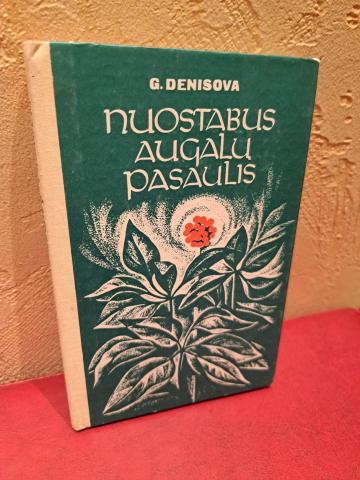 G. DENISOVA
NUOSTABUS
AUGALŲ
PASAULIS